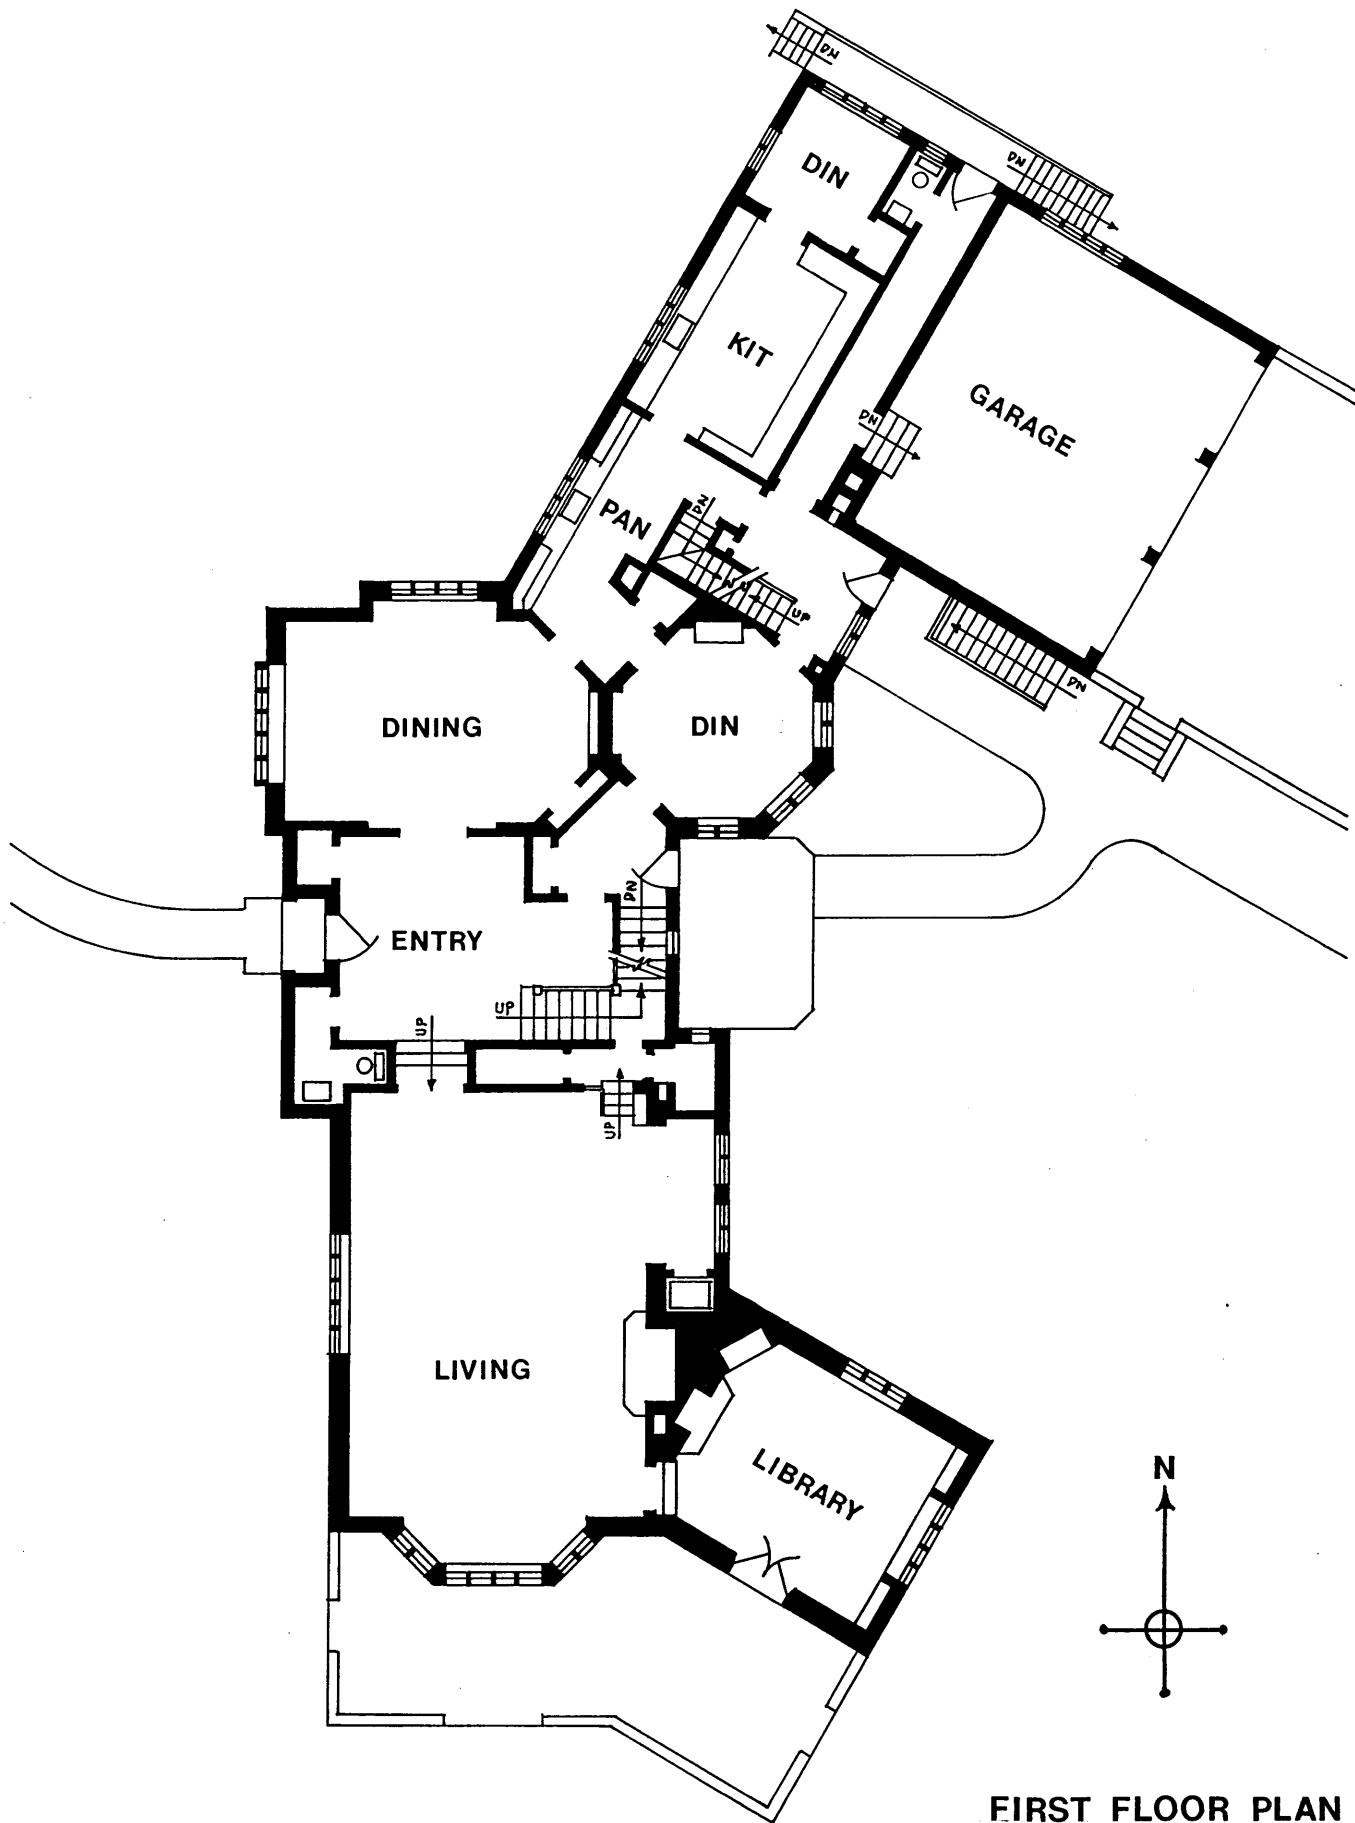 DN
DN
DIN
KIT
GARAGE
DN
DN
PAN
UP
DN
DINING
DIN
DN
ENTRY
UP
UP
UP
LIVING
LIBRARY
N
FIRST FLOOR PLAN